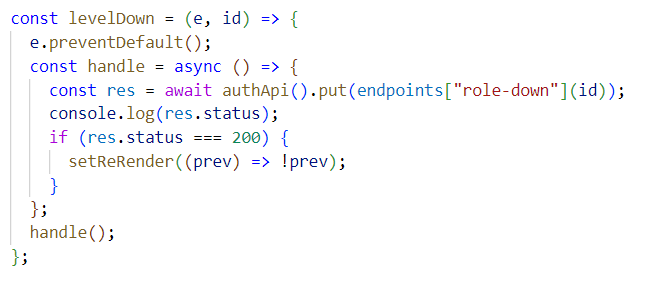 const levelDown = (e, id) => {
e.preventDefault();
const handle = async () => {
const res = await authApi().put(endpoints["role-down"](id));
console.log(res.status);
if (res.status === 200) {
setReRender((prev) => !prev);
}
};
handle();
};